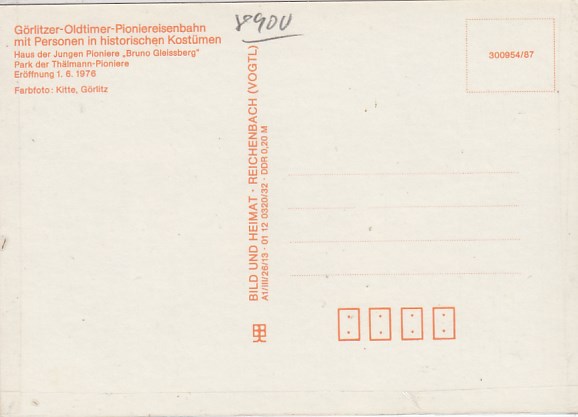 Görlitzer-Oldtimer-Pioniereisenbahn
mit Personen in historischen Kostümen
Haus der Jungen Pioniere „Bruno Gleissberg"
Park der Thälmann-Pioniere
Eröffnung 1. 6. 1976
Farbfoto: Kitte, Görlitz
8900
BILD UND HEIMAT · REICHENBACH (VOGTL)
A1/III/26/13 · 01 12 0320/32 · DDR 0,20 M
300954/87